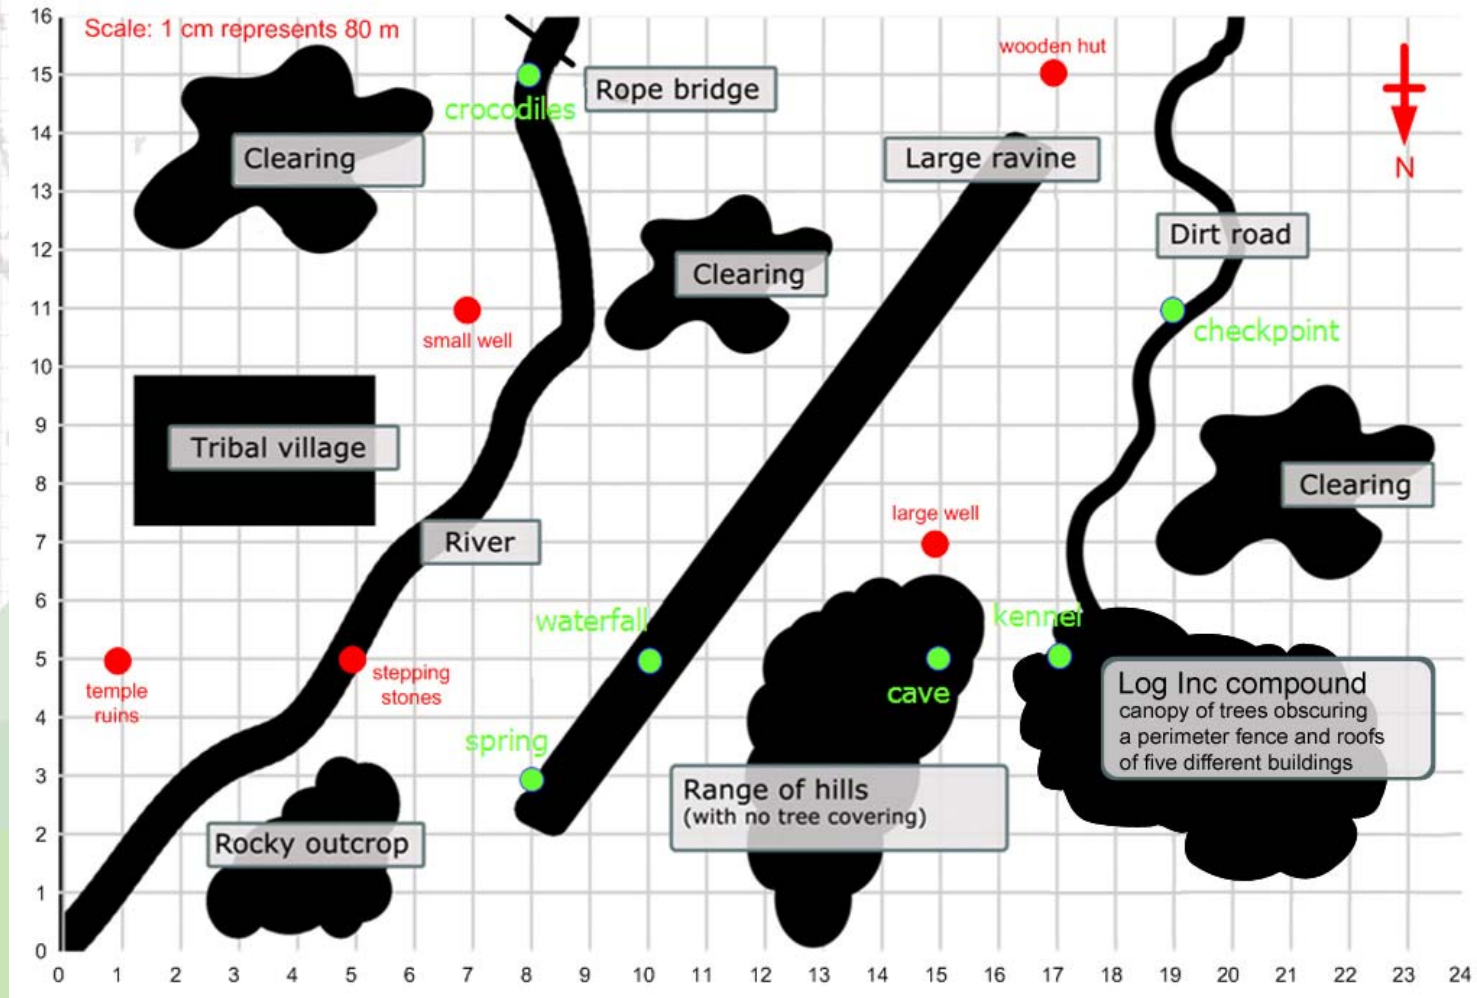 16
Scale: 1 cm represents 80 m
wooden hut
15
Rope bridge
crocodiles
14
Clearing
Large ravine
N
13
12
Dirt road
Clearing
11
checkpoint
small well
10
9
Tribal village
8
Clearing
large well
7
River
6
waterfall
kennel
5
temple
ruins
stepping
stones
cave
Log Inc compound
canopy of trees obscuring
a perimeter fence and roofs
of five different buildings
4
spring
3
Range of hills
(with no tree covering)
2
Rocky outcrop
1
0
0 1 2 3 4 5 6 7 8 9 10 11 12 13 14 15 16 17 18 19 20 21 22 23 24